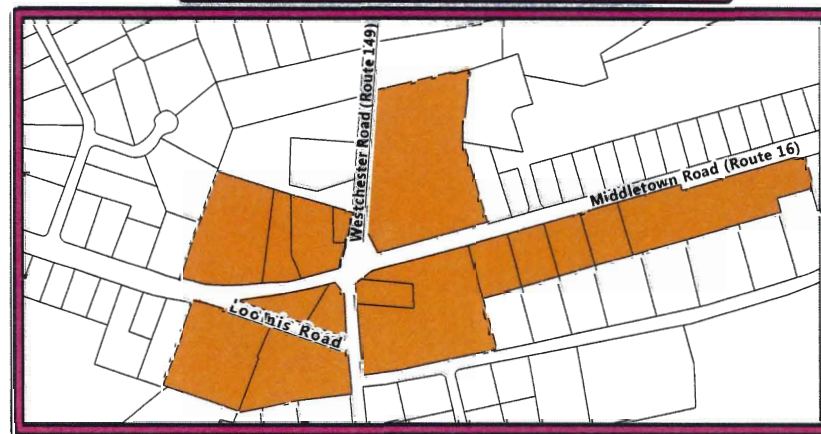 Westchester Road (Route 149)
Middletown Road (Route 16)
Loomis Road